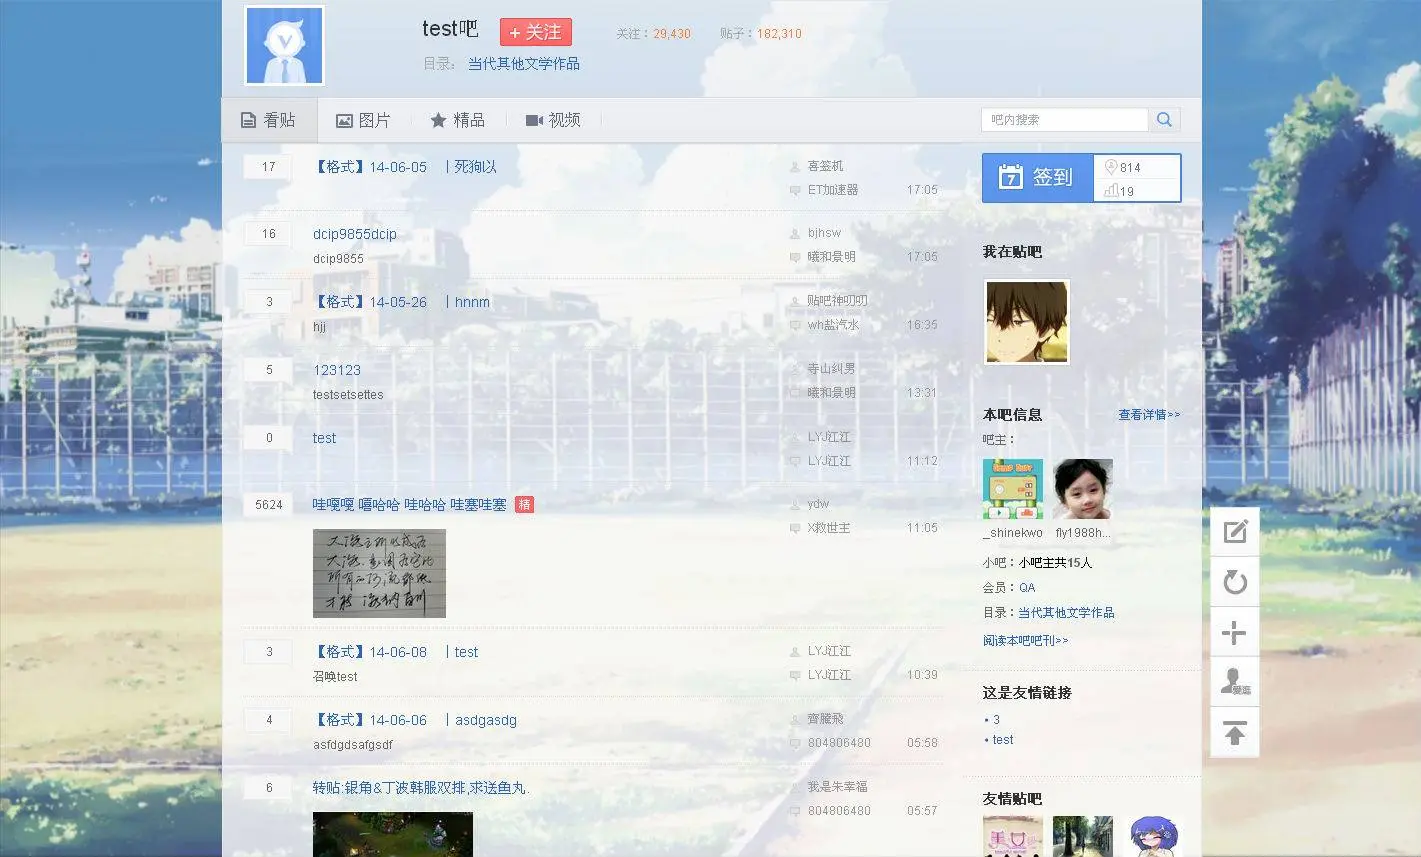 test吧
+ 关注
关注：29,430
贴子：182,310
目录： 当代其他文学作品
看贴
图片
精品
视频
吧内搜索
17
【格式】14-06-05 ｜死狗以
喜签机
ET加速器
17:05
16
dcip9855dcip
dcip9855
bjhsw
曦和景明
17:05
3
【格式】14-05-26 ｜hnnm
hjj
贴吧神叨叨
wh盐汽水
16:35
5
123123
testsetsettes
寺山纠男
曦和景明
13:31
0
test
LYJ江江
LYJ江江
11:12
5624
哇嘎嘎 嘻哈哈 哇哈哈 哇塞哇塞 精
ydw
X救世主
11:05
3
【格式】14-06-08 ｜test
召唤test
LYJ江江
LYJ江江
10:39
4
【格式】14-06-06 ｜asdgasdg
asfdgdsafgsdf
齊騰飛
804806480
05:58
6
转贴:银角&丁波韩服双排,求送鱼丸.
我是朱幸福
804806480
05:57
7 签到
814
19
我在贴吧
本吧信息 查看详情>>
吧主：
_shinekwo fly1988h...
小吧：小吧主共15人
会员：QA
目录：当代其他文学作品
阅读本吧吧刊>>
这是友情链接
• 3
• test
友情贴吧